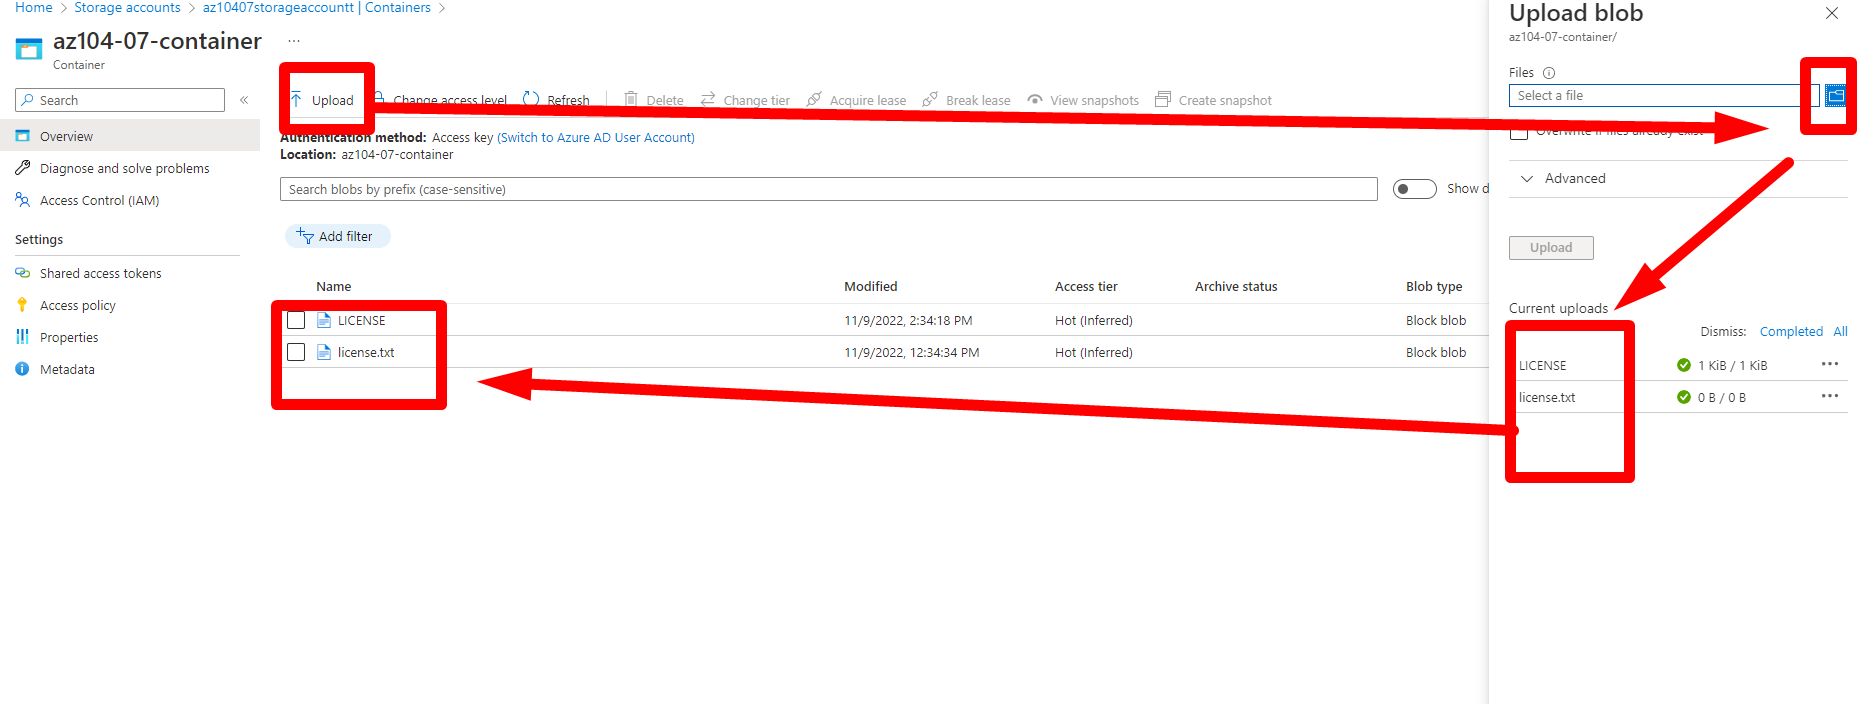 Home > Storage accounts > az10407storageaccountt | Containers >
az104-07-container ...
Container
Search «
Overview
Diagnose and solve problems
Access Control (IAM)
Settings
Shared access tokens
Access policy
Properties
Metadata
Upload Change access level Refresh Delete Change tier Acquire lease Break lease View snapshots Create snapshot
Authentication method: Access key (Switch to Azure AD User Account)
Location: az104-07-container
Search blobs by prefix (case-sensitive)
Show d
Add filter
Name Modified Access tier Archive status Blob type
LICENSE 11/9/2022, 2:34:18 PM Hot (Inferred) Block blob
license.txt 11/9/2022, 12:34:34 PM Hot (Inferred) Block blob
Upload blob
az104-07-container/
Files
Select a file
Overwrite if files already exist
Advanced
Upload
Current uploads
Dismiss: Completed All
LICENSE 1 KiB / 1 KiB ...
license.txt 0 B / 0 B ...